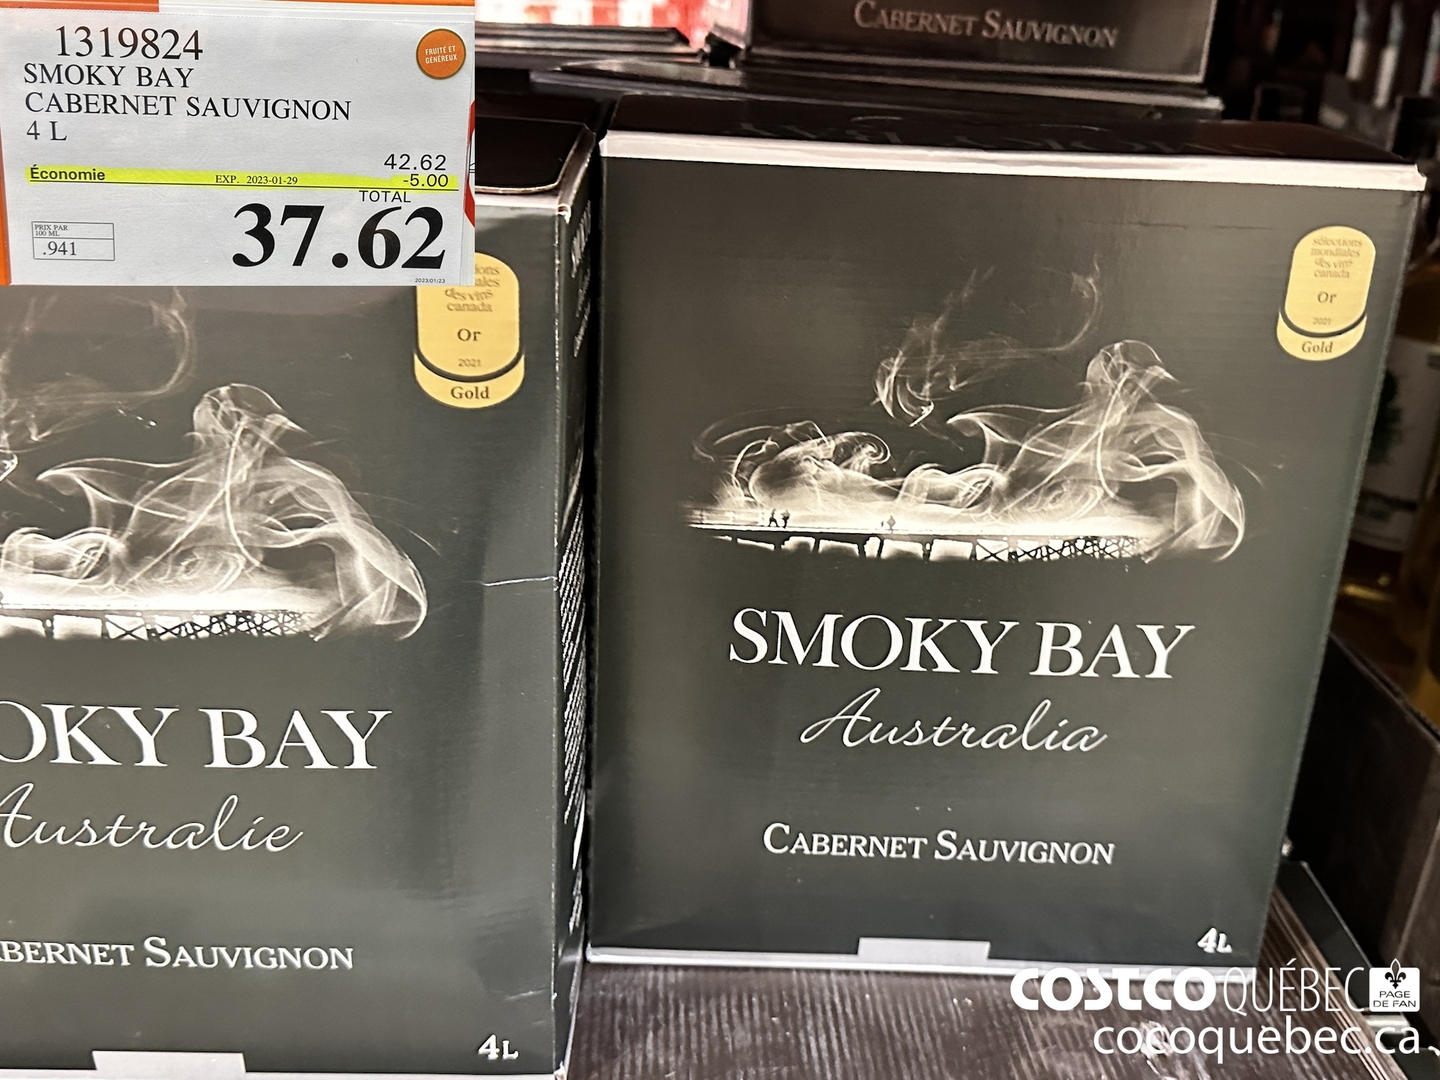 CABERNET SAUVIGNON
1319824
SMOKY BAY
CABERNET SAUVIGNON
4 L
FRUITÉ ET
GÉNÉREUX
42.62
Économie EXP. 2023-01-29 -5.00
TOTAL
37.62
PRIX PAR
100 ML
.941
2023/01/23
des vins
canada
Or
2021
Gold
OKY BAY
Australie
BERNET SAUVIGNON
4L
sélections
mondiales
des vins
canada
Or
2021
Gold
SMOKY BAY
Australia
CABERNET SAUVIGNON
4L
COSTCO QUÉBEC
PAGE
DE FAN
cocoquebec.ca